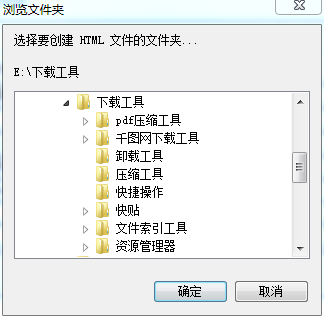 浏览文件夹
选择要创建 HTML 文件的文件夹...
E:\下载工具
下载工具
pdf压缩工具
千图网下载工具
卸载工具
压缩工具
快捷操作
快贴
文件索引工具
资源管理器
确定
取消